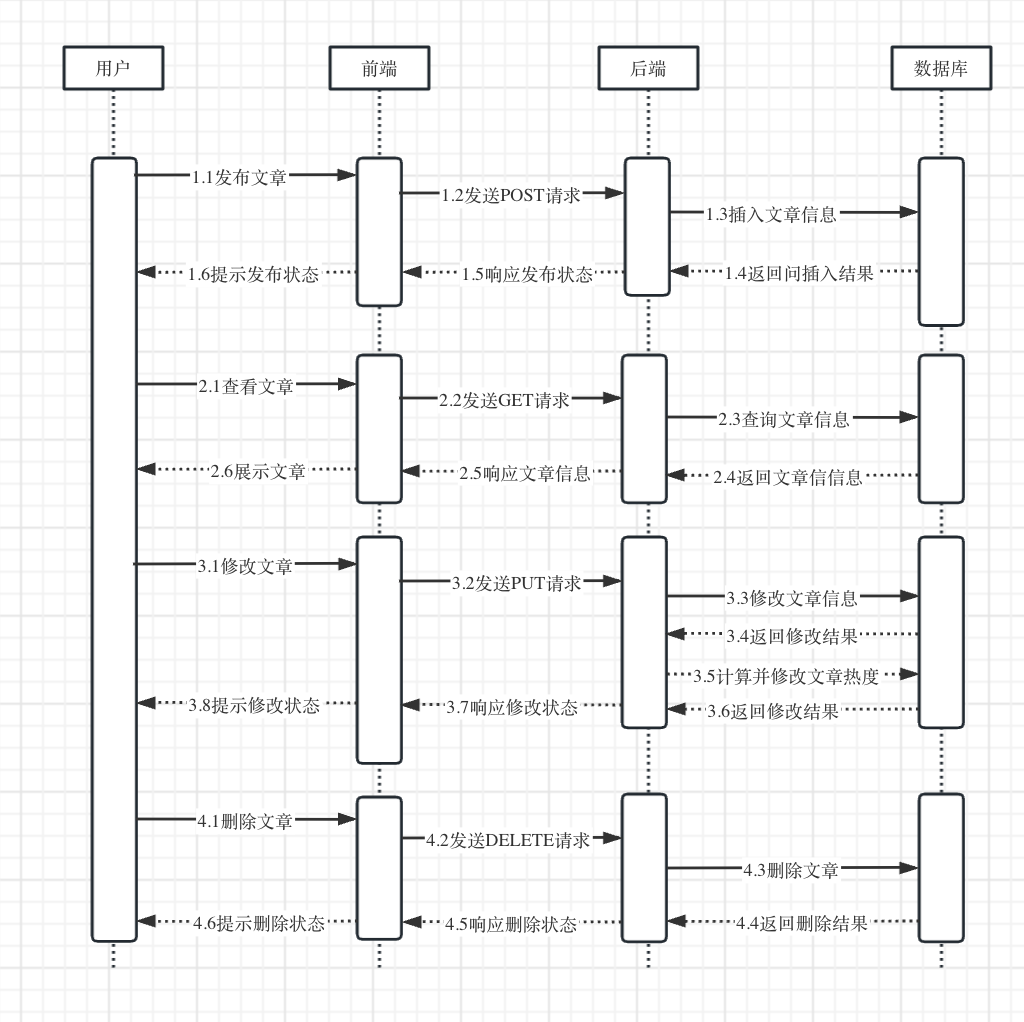 用户
前端
后端
数据库
1.1发布文章
1.2发送POST请求
1.3插入文章信息
1.4返回问插入结果
1.5响应发布状态
1.6提示发布状态
2.1查看文章
2.2发送GET请求
2.3查询文章信息
2.4返回文章信信息
2.5响应文章信息
2.6展示文章
3.1修改文章
3.2发送PUT请求
3.3修改文章信息
3.4返回修改结果
3.5计算并修改文章热度
3.6返回修改结果
3.7响应修改状态
3.8提示修改状态
4.1删除文章
4.2发送DELETE请求
4.3删除文章
4.4返回删除结果
4.5响应删除状态
4.6提示删除状态